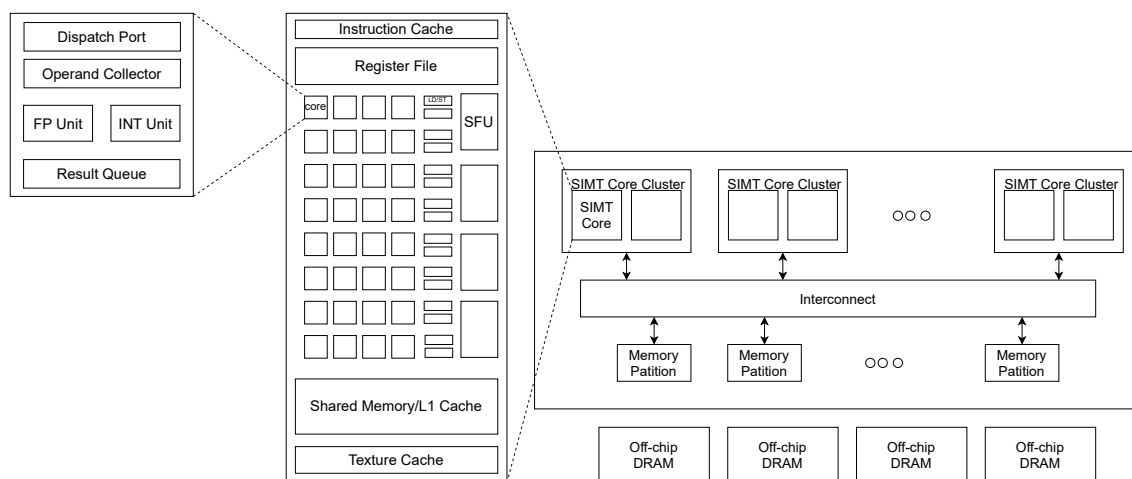 Dispatch Port
Operand Collector
FP Unit
INT Unit
Result Queue
Instruction Cache
Register File
core
LD/ST
SFU
Shared Memory/L1 Cache
Texture Cache
SIMT Core Cluster
SIMT
Core
SIMT Core Cluster
SIMT Core Cluster
Interconnect
Memory
Patition
Memory
Patition
Memory
Patition
Off-chip
DRAM
Off-chip
DRAM
Off-chip
DRAM
Off-chip
DRAM